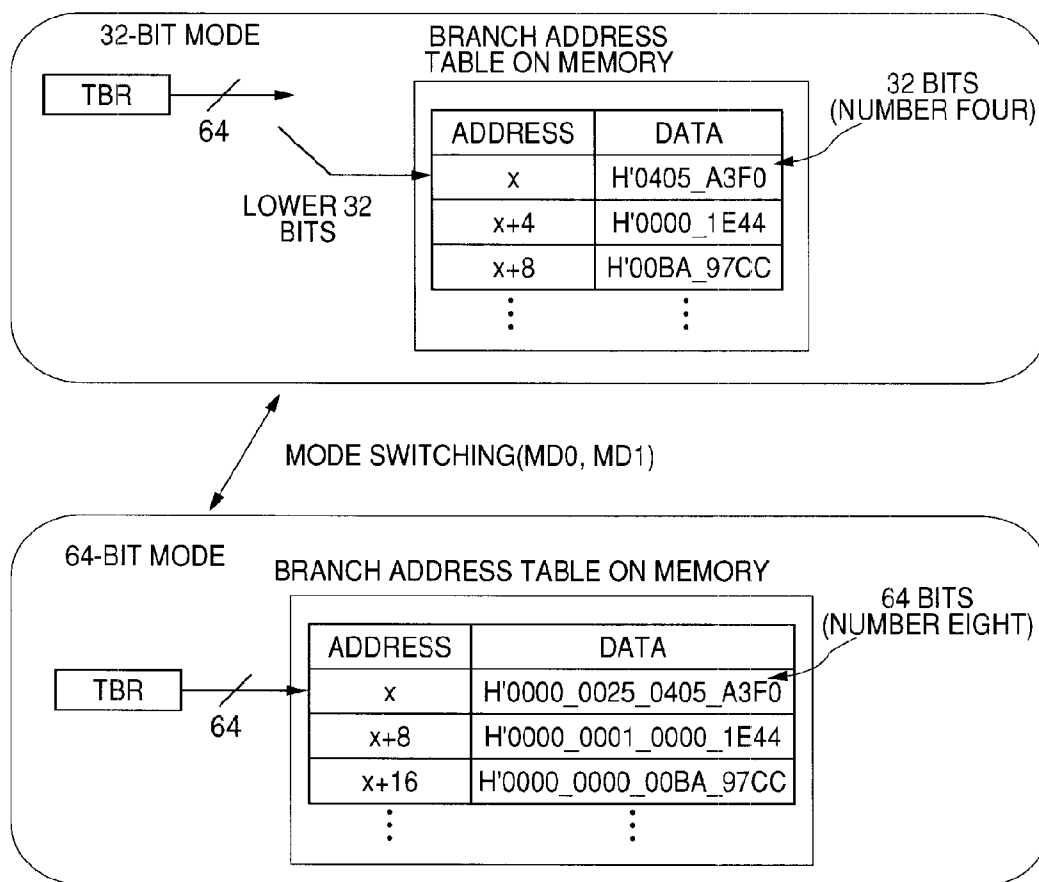 32-BIT MODE
BRANCH ADDRESS
TABLE ON MEMORY
TBR
64
LOWER 32
BITS
32 BITS
(NUMBER FOUR)
ADDRESS DATA
x H'0405_A3F0
x+4 H'0000_1E44
x+8 H'00BA_97CC
MODE SWITCHING(MD0, MD1)
64-BIT MODE
BRANCH ADDRESS TABLE ON MEMORY
64 BITS
(NUMBER EIGHT)
TBR
64
ADDRESS DATA
x H'0000_0025_0405_A3F0
x+8 H'0000_0001_0000_1E44
x+16 H'0000_0000_00BA_97CC